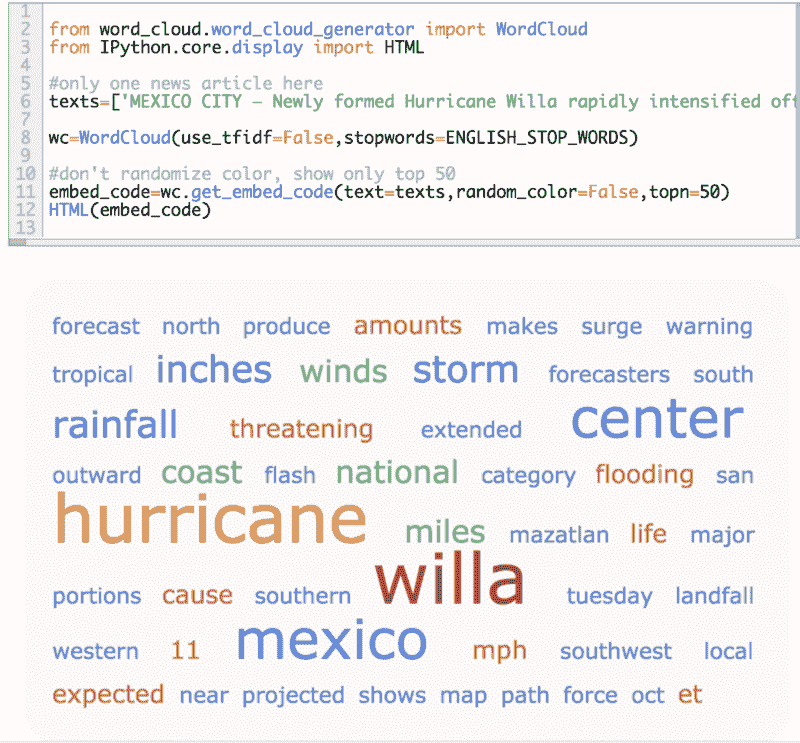 1
2 from word_cloud.word_cloud_generator import WordCloud
3 from IPython.core.display import HTML
4
5 #only one news article here
6 texts=['MEXICO CITY — Newly formed Hurricane Willa rapidly intensified off
7
8 wc=WordCloud(use_tfidf=False,stopwords=ENGLISH_STOP_WORDS)
9
10 #don't randomize color, show only top 50
11 embed_code=wc.get_embed_code(text=texts,random_color=False,topn=50)
12 HTML(embed_code)
13
forecast north produce amounts makes surge warning
tropical inches winds storm forecasters south
rainfall threatening extended center
outward coast flash national category flooding san
hurricane miles mazatlan life major
portions cause southern willa tuesday landfall
western 11 mexico mph southwest local
expected near projected shows map path force oct et